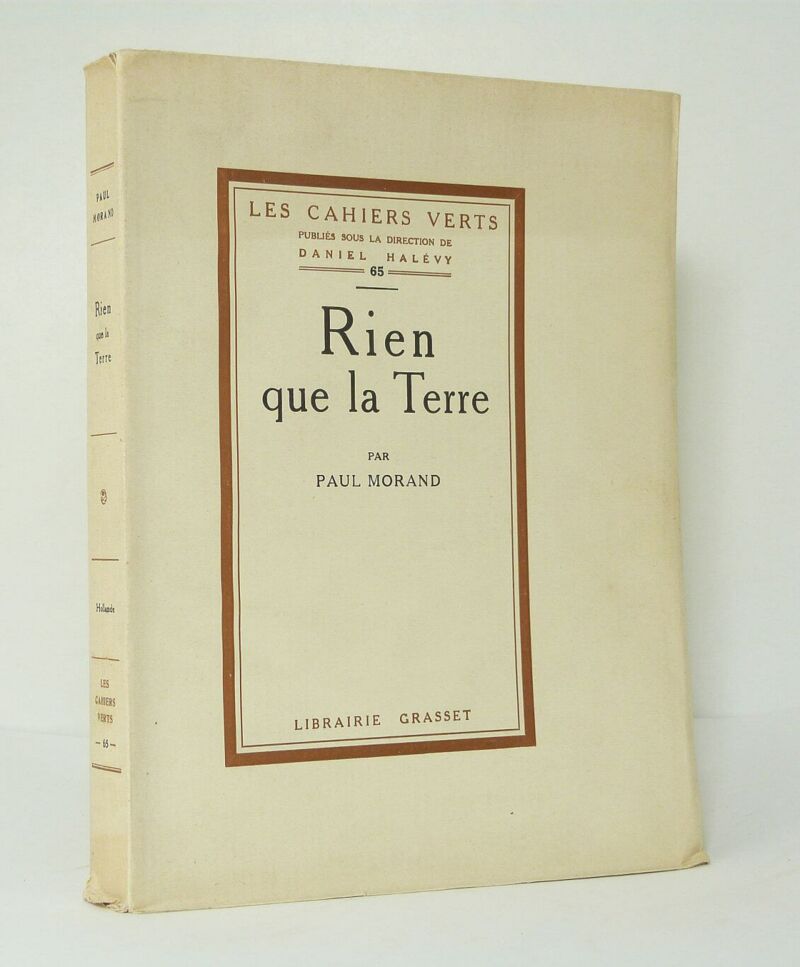 PAUL
MORAND
Rien
que la
Terre
Hollande
LES
CAHIERS
VERTS
— 65 —
LES CAHIERS VERTS
PUBLIÉS SOUS LA DIRECTION DE
DANIEL HALÉVY
65
Rien
que la Terre
PAR
PAUL MORAND
LIBRAIRIE GRASSET